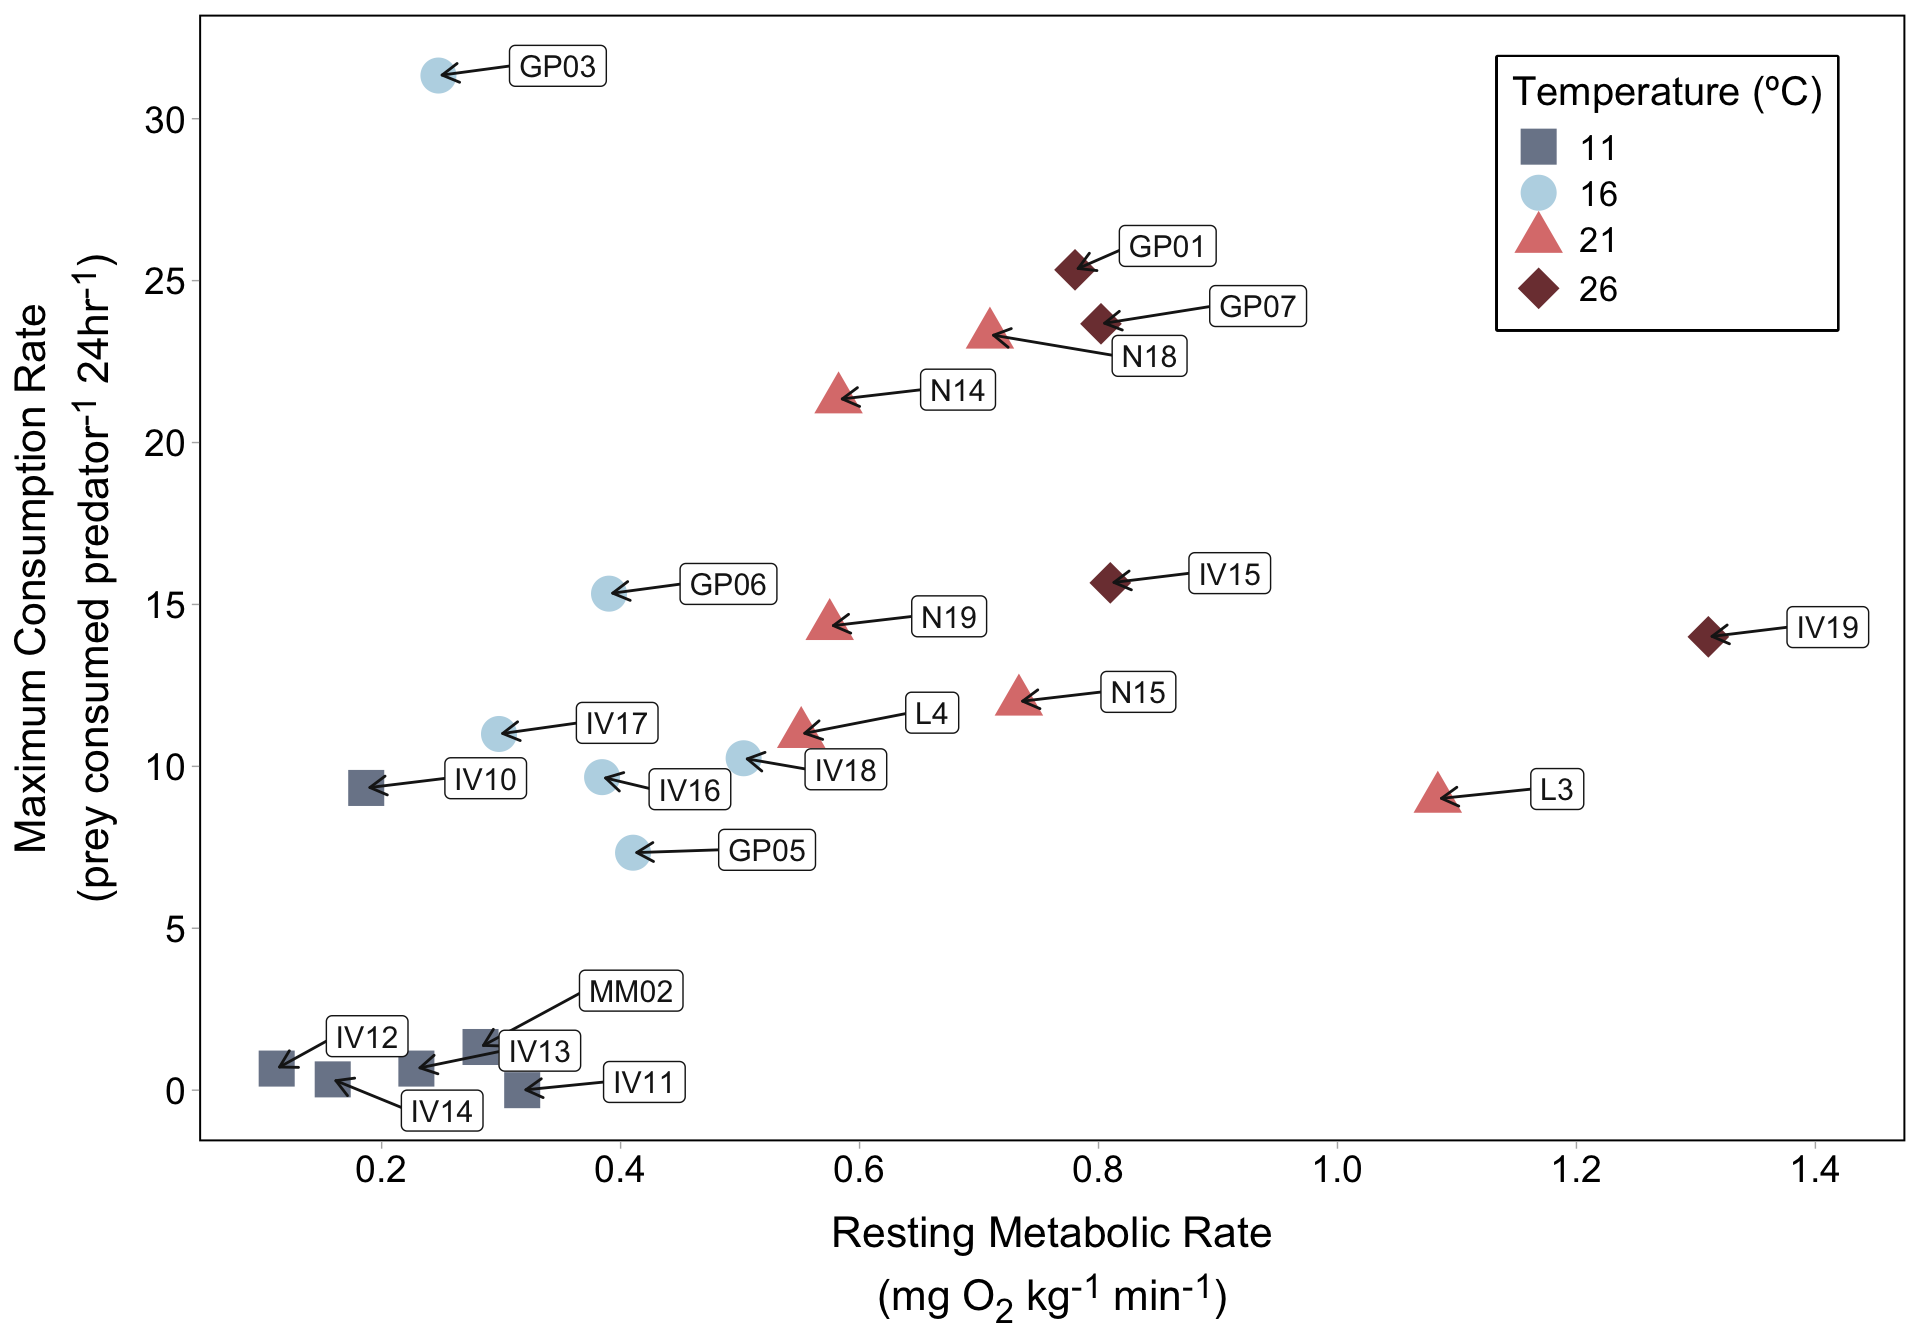 GP03
Temperature (ºC)
11
16
21
26
30
GP01
25
GP07
N18
N14
20
GP06
IV15
15
N19
IV19
N15
IV17
L4
IV18
10
IV10
IV16
L3
GP05
5
MM02
IV12
IV13
IV11
0
IV14
0.2 0.4 0.6 0.8 1.0 1.2 1.4
Resting Metabolic Rate
(mg O2 kg-1 min-1)
Maximum Consumption Rate
(prey consumed predator-1 24hr-1)